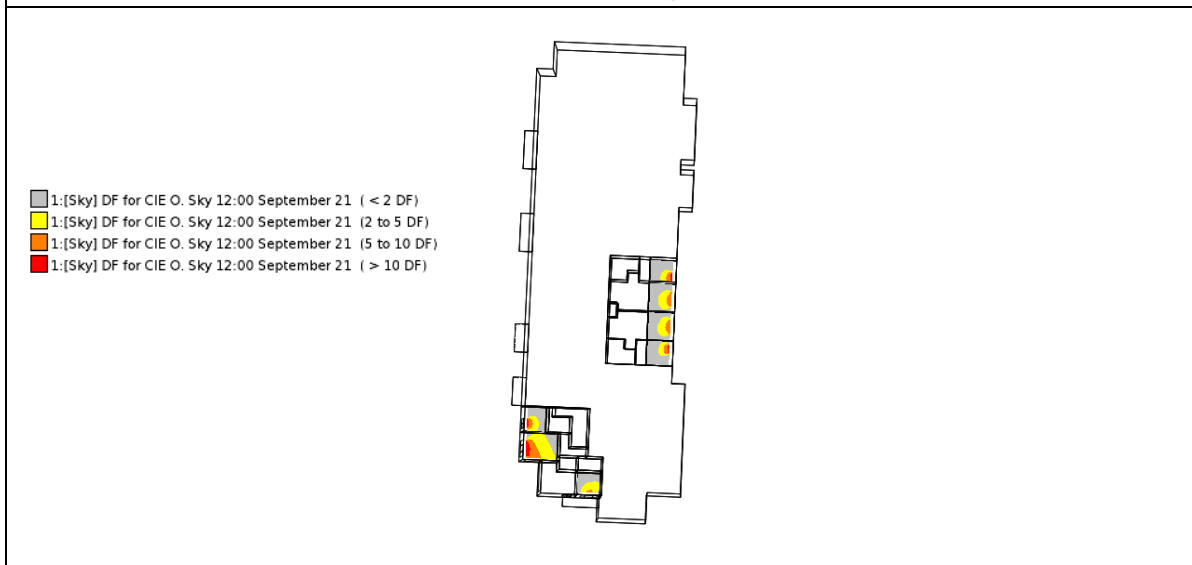 1:[Sky] DF for CIE O. Sky 12:00 September 21 ( < 2 DF)
1:[Sky] DF for CIE O. Sky 12:00 September 21 (2 to 5 DF)
1:[Sky] DF for CIE O. Sky 12:00 September 21 (5 to 10 DF)
1:[Sky] DF for CIE O. Sky 12:00 September 21 ( > 10 DF)